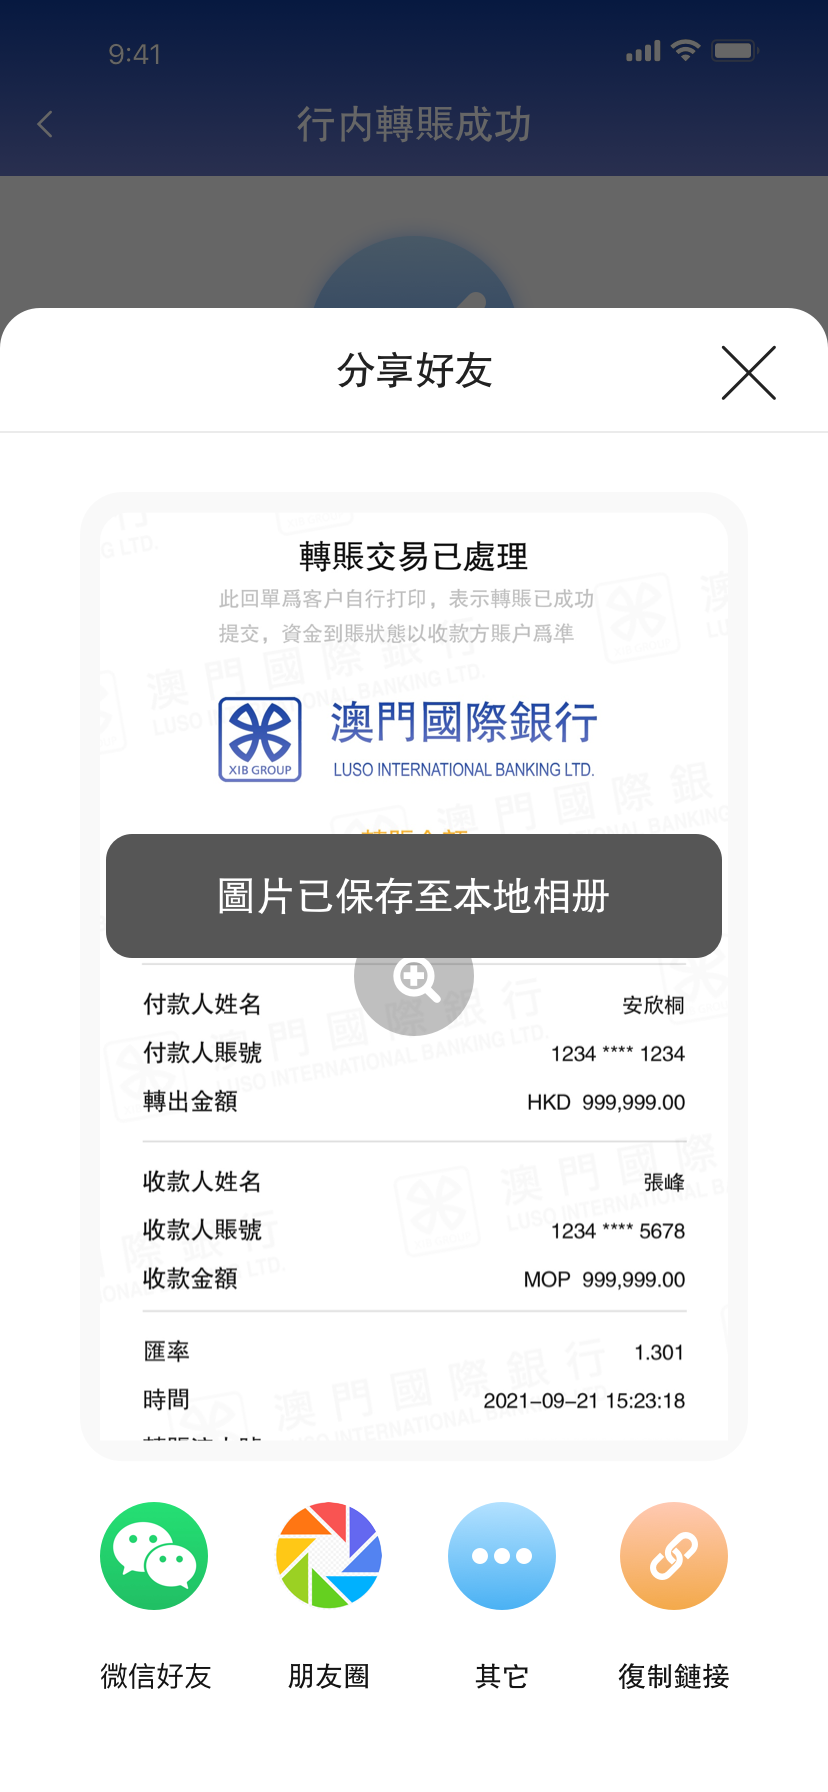 9:41
行内轉賬成功
分享好友
轉賬交易已處理
此回單爲客户自行打印，表示轉賬已成功
提交，資金到賬狀態以收款方賬户爲準
XIB GROUP
澳門國際銀行
LUSO INTERNATIONAL BANKING LTD.
圖片已保存至本地相册
付款人姓名 安欣桐
付款人賬號 1234 **** 1234
轉出金額 HKD 999,999.00
收款人姓名 張峰
收款人賬號 1234 **** 5678
收款金額 MOP 999,999.00
匯率 1.301
時間 2021-09-21 15:23:18
微信好友 朋友圈 其它 復制鏈接